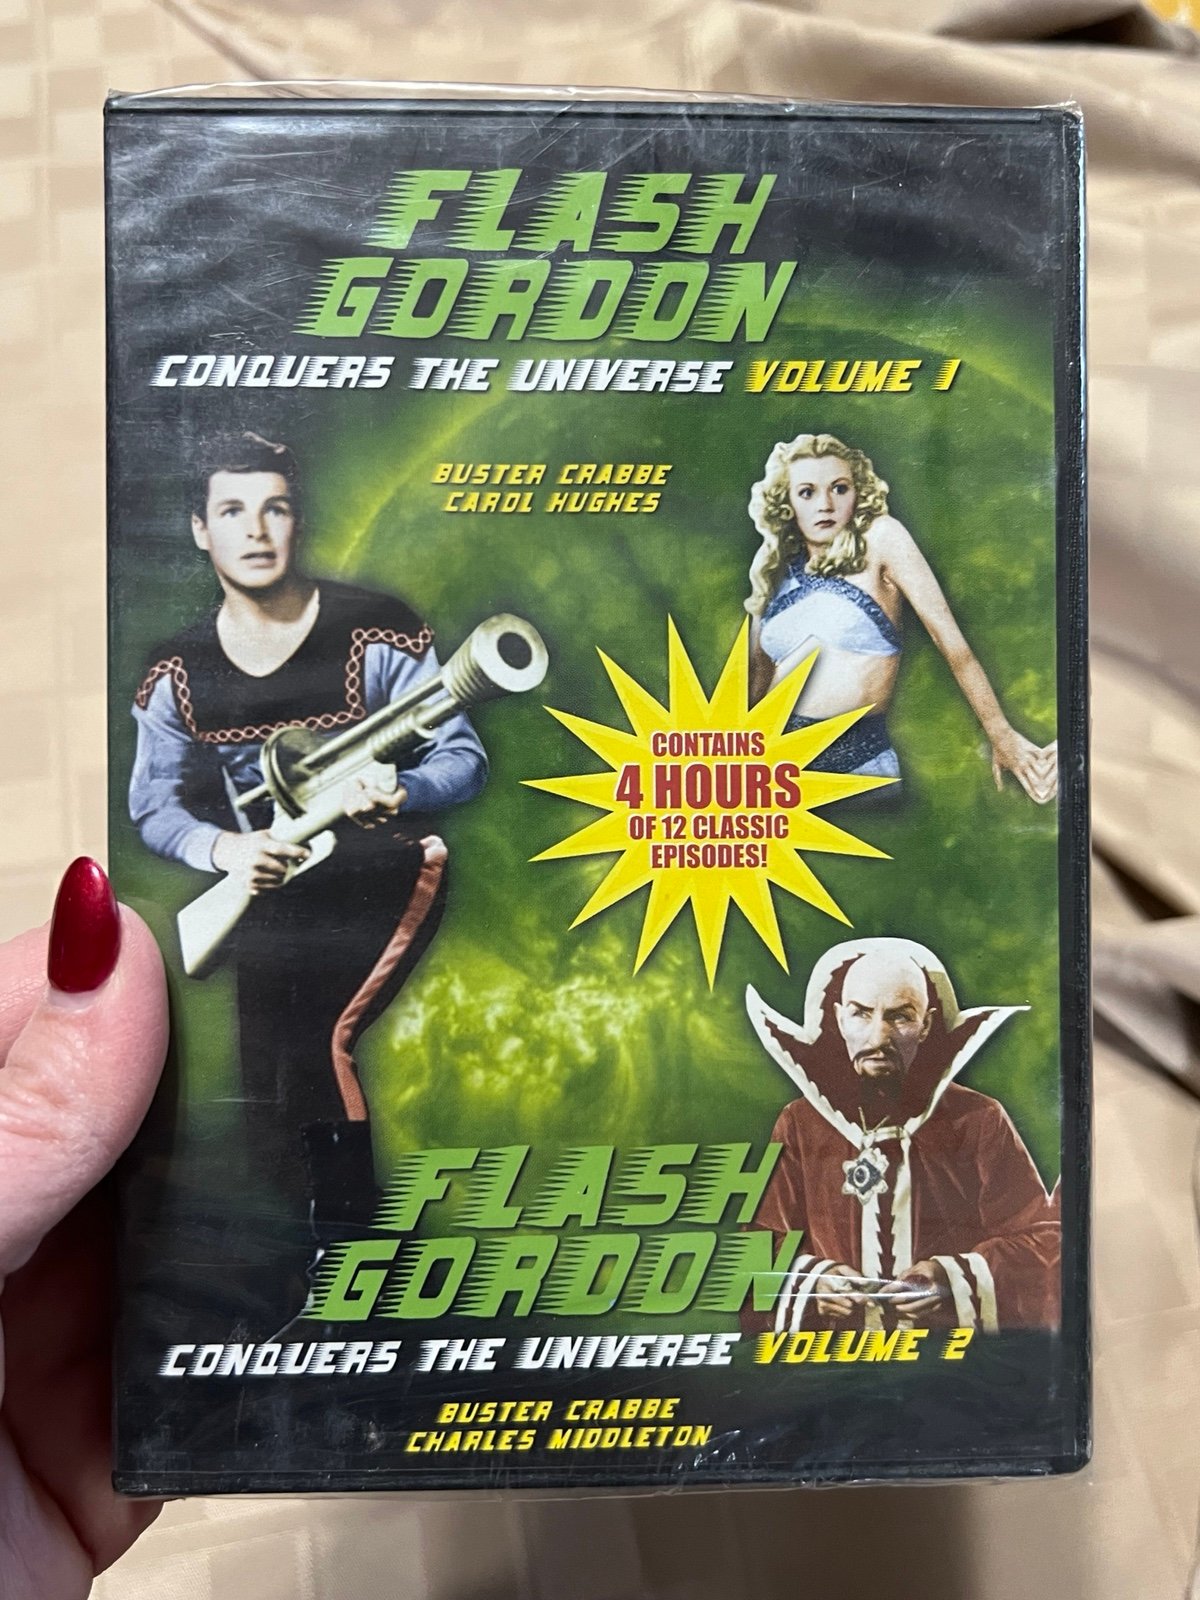 FLASH
GORDON
CONQUERS THE UNIVERSE VOLUME 1
BUSTER CRABBE
CAROL HUGHES
CONTAINS
4 HOURS
OF 12 CLASSIC
EPISODES!
FLASH
GORDON
CONQUERS THE UNIVERSE VOLUME 2
BUSTER CRABBE
CHARLES MIDDLETON